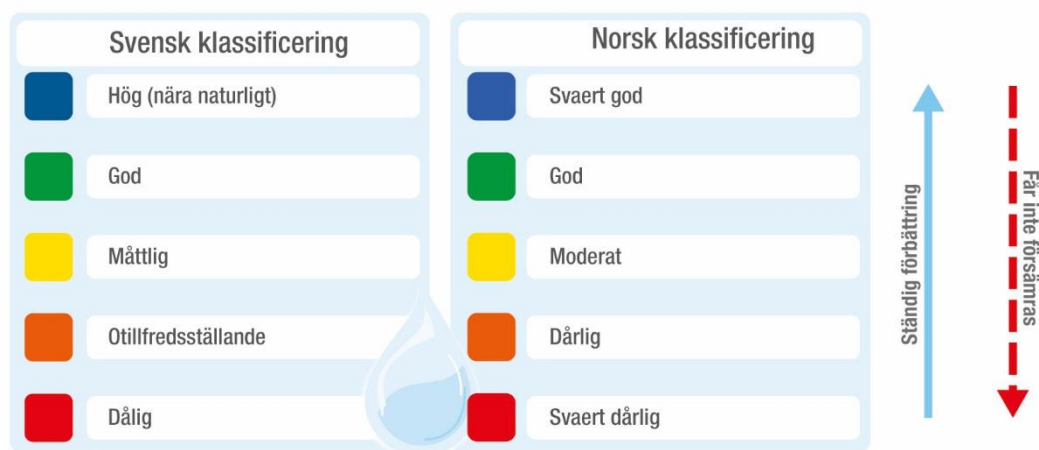 Svensk klassificering
Hög (nära naturligt)
God
Måttlig
Otillfredsställande
Dålig
Norsk klassificering
Svaert god
God
Moderat
Dårlig
Svaert dårlig
Ständig förbättring
Får inte försämras